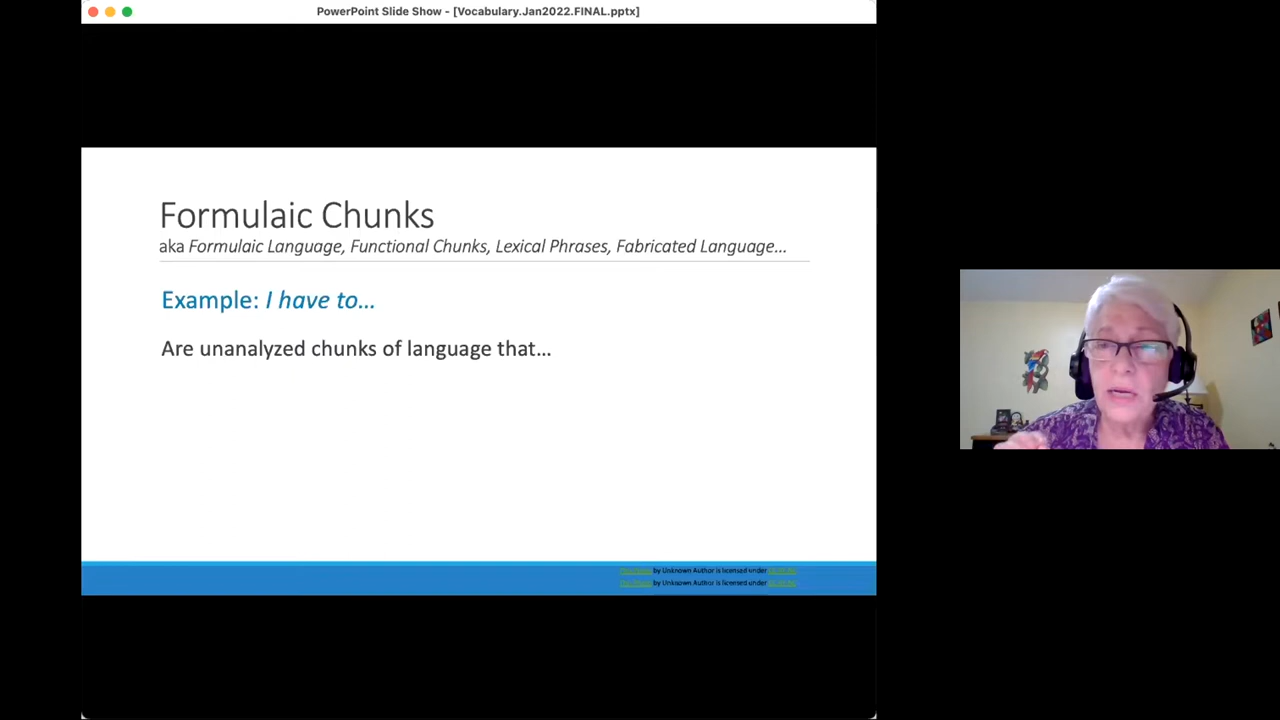 PowerPoint Slide Show - [Vocabulary.Jan2022.FINAL.pptx]
Formulaic Chunks
aka Formulaic Language, Functional Chunks, Lexical Phrases, Fabricated Language...
Example: I have to...
Are unanalyzed chunks of language that...
by Unknown Author is licensed under
by Unknown Author is licensed under